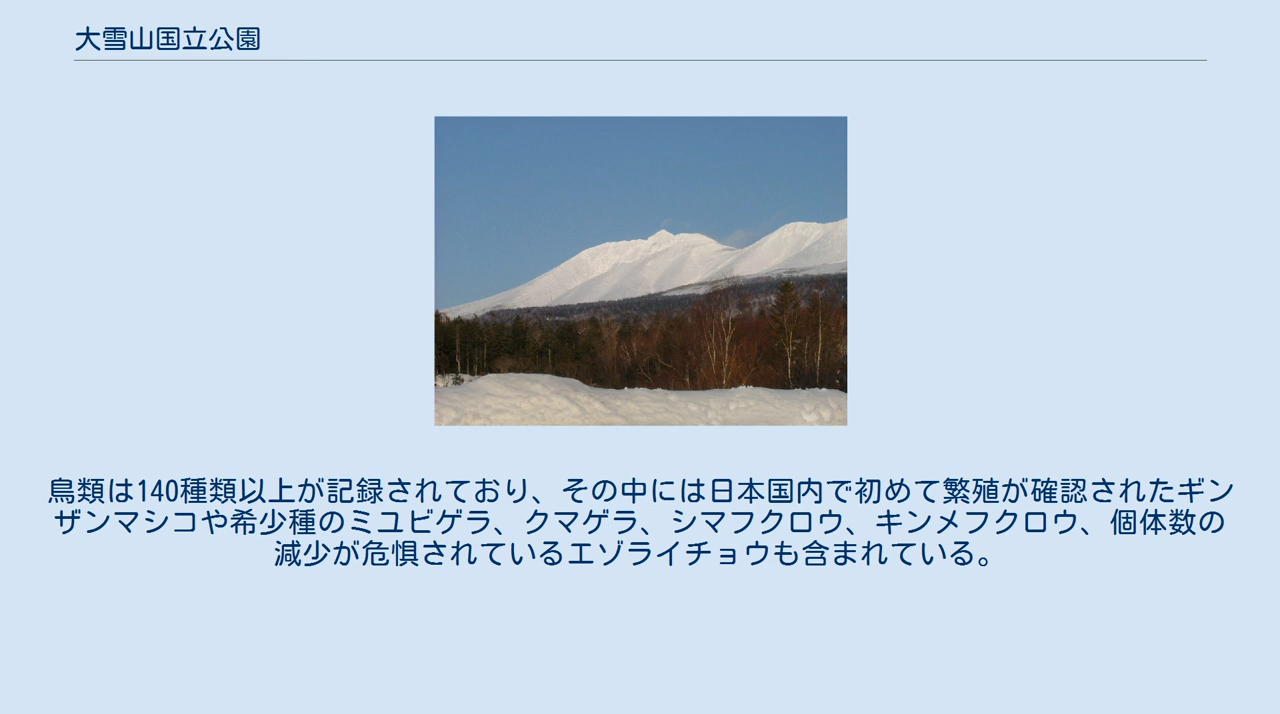 大雪山国立公園
鳥類は140種類以上が記録されており、その中には日本国内で初めて繁殖が確認されたギン
ザンマシコや希少種のミユビゲラ、クマゲラ、シマフクロウ、キンメフクロウ、個体数の
減少が危惧されているエゾライチョウも含まれている。